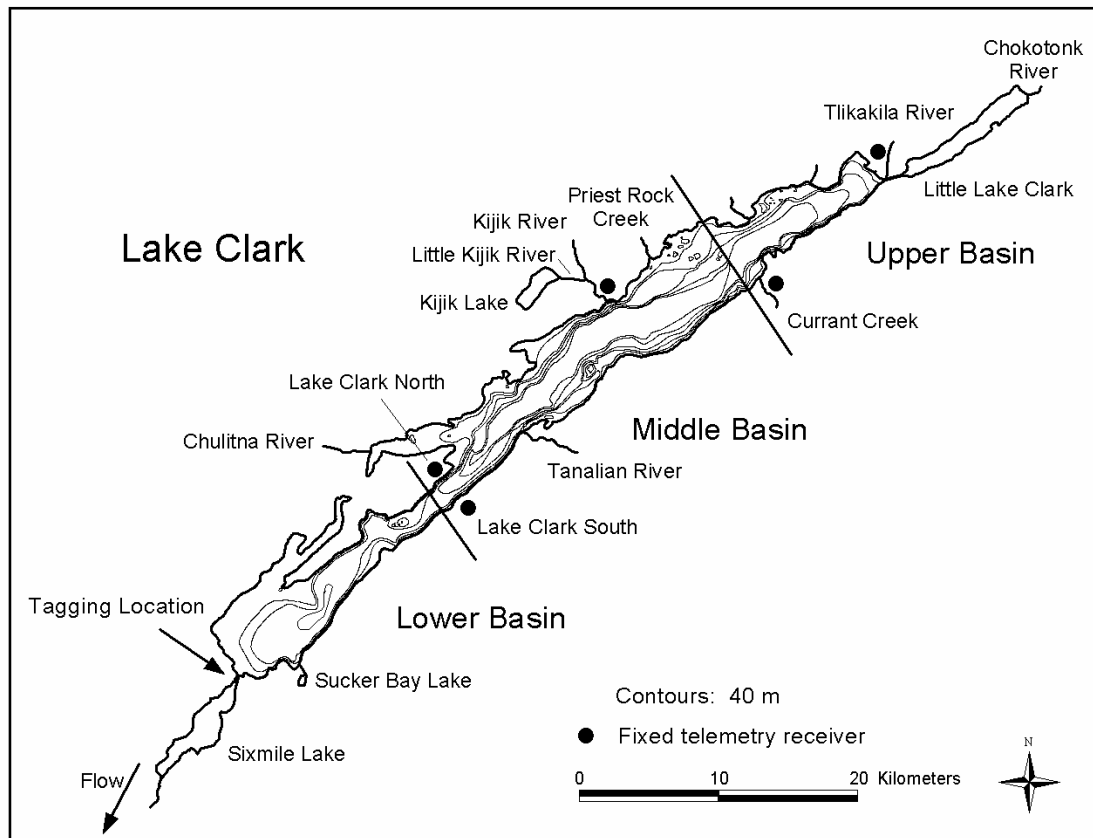 Chokotonk
River
Tlikakila River
Little Lake Clark
Priest Rock
Creek
Kijik River
Little Kijik River
Kijik Lake
Lake Clark
Upper Basin
Currant Creek
Lake Clark North
Chulitna River
Middle Basin
Tanalian River
Lake Clark South
Tagging Location
Lower Basin
Sucker Bay Lake
Sixmile Lake
Flow
Contours: 40 m
Fixed telemetry receiver
0 10 20 Kilometers
N